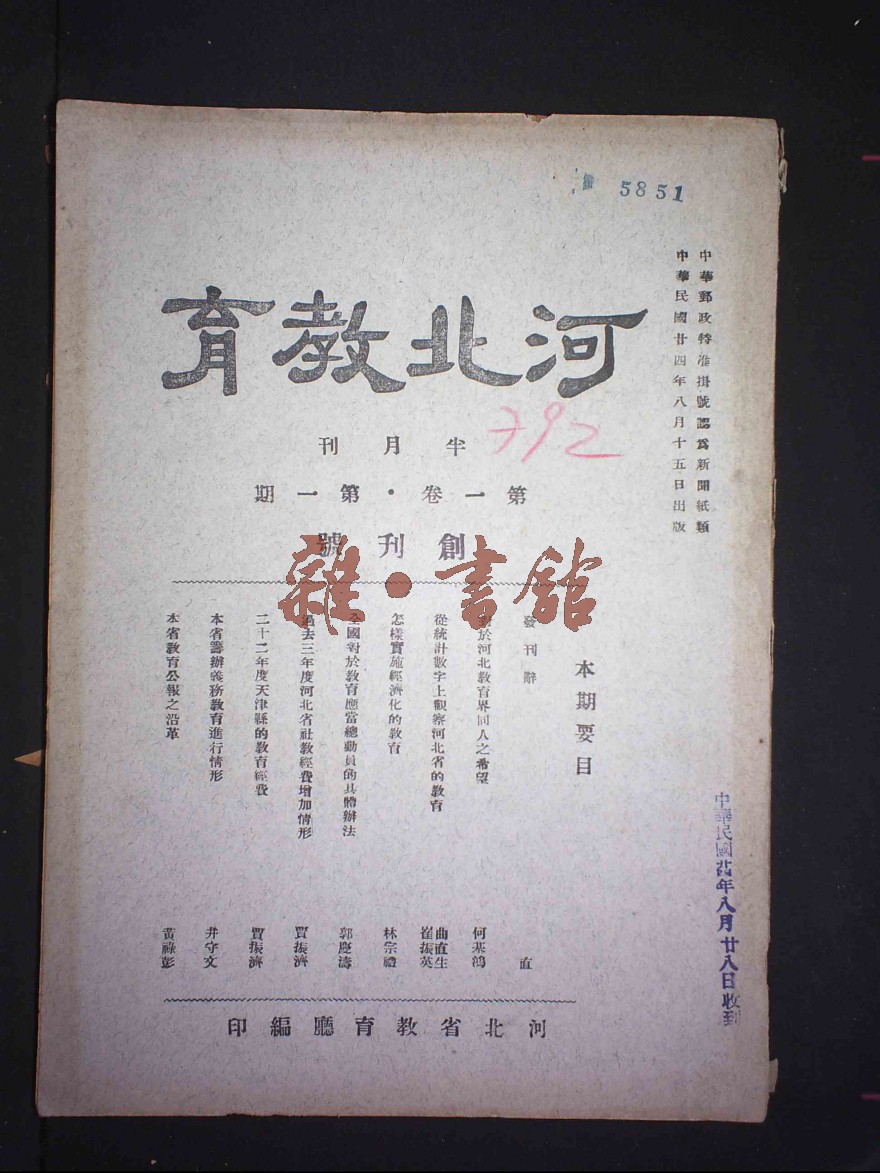 5851
中華郵政特准掛號認爲新聞紙類
中華民國廿四年八月十五日出版
河北教育
792
半月刊
第一卷・第一期
創刊號
雜・書館
本期要目
發刊辭 直
對於河北教育界同人之希望 何基鴻
從統計數字上觀察河北省的教育 曲直生 崔振英
怎樣實施經濟化的教育 林宗禮
全國對於教育應當總動員的具體辦法 郭慶濤
過去三年度河北省社教經費增加情形 賈振濟
二十二年度天津縣的教育經費 賈振濟
本省籌辦義務教育進行情形 井守文
本省教育公報之沿革 黃祿彭
河北省教育廳編印
中華民國廿四年八月廿八日收到